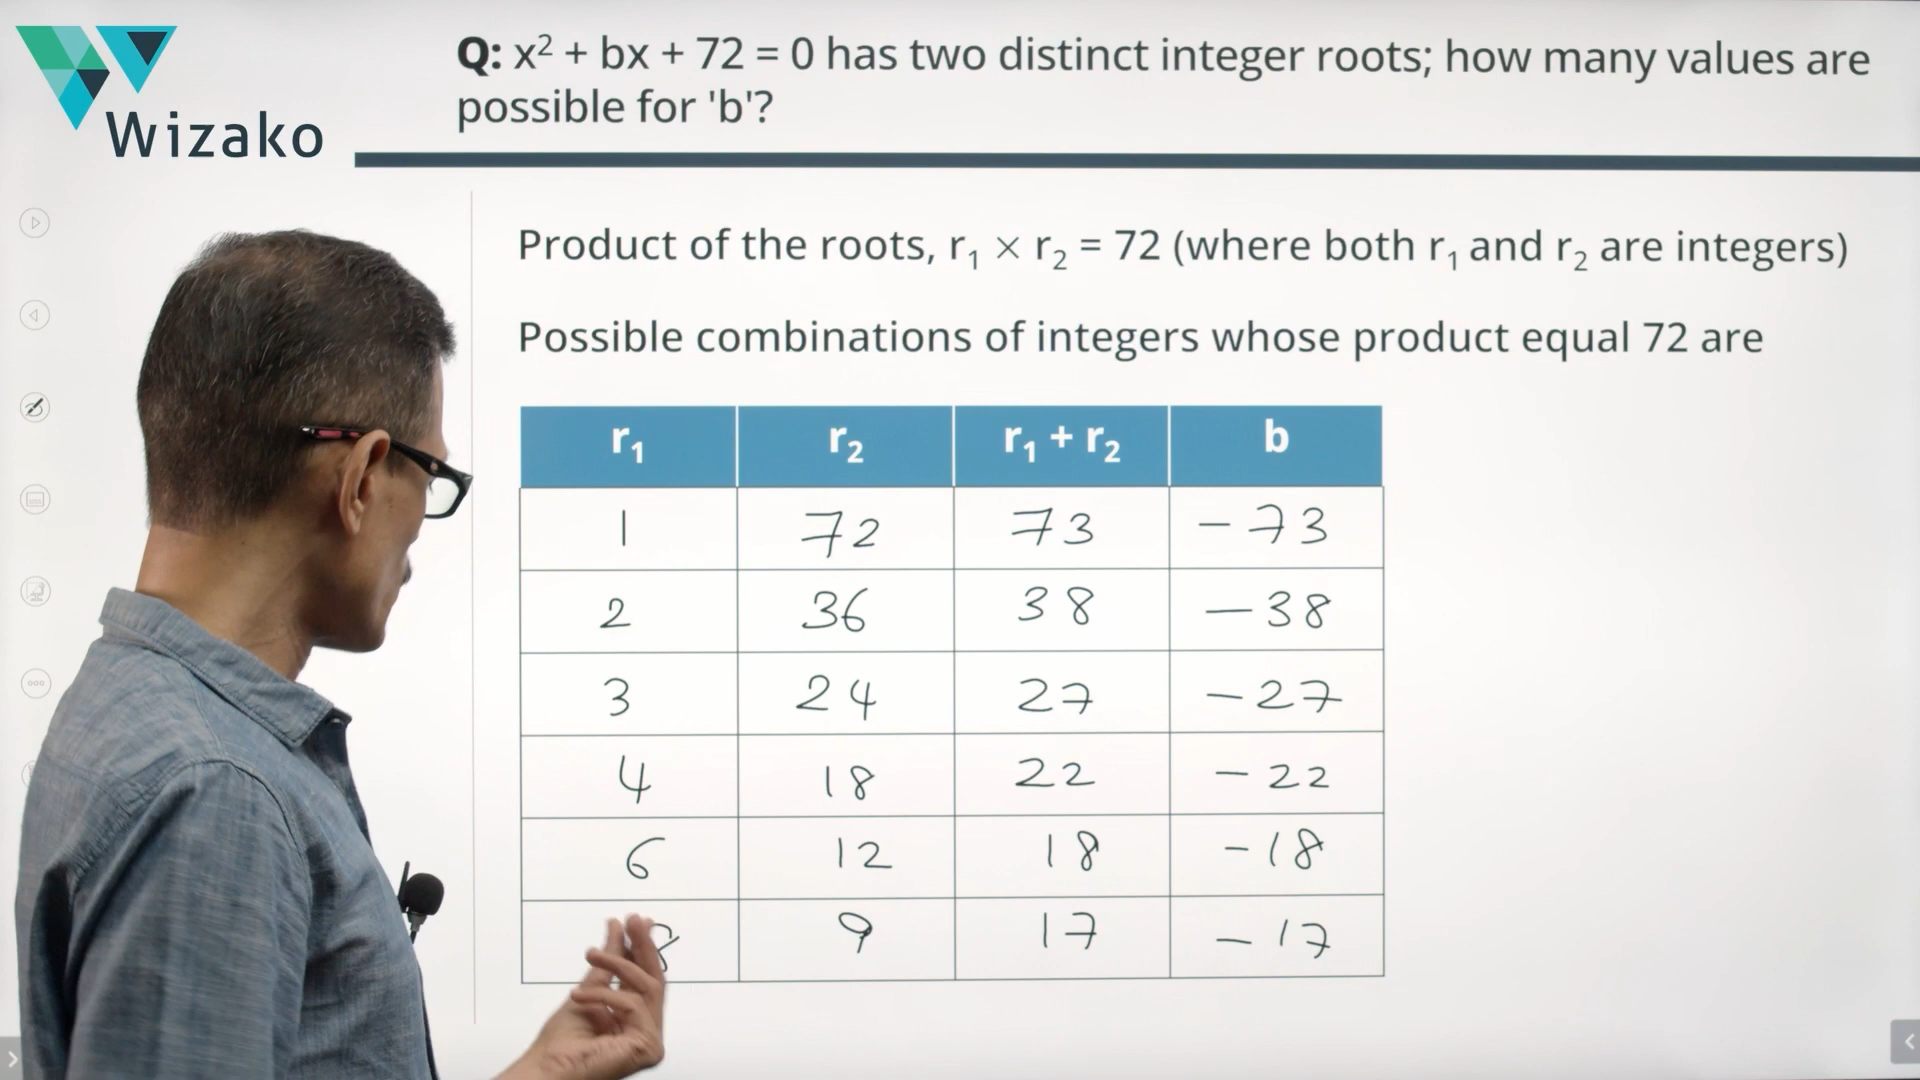 Wizako
Q: x² + bx + 72 = 0 has two distinct integer roots; how many values are
possible for 'b'?
Product of the roots, r₁ × r₂ = 72 (where both r₁ and r₂ are integers)
Possible combinations of integers whose product equal 72 are
r₁ r₂ r₁ + r₂ b
1 72 73 -73
2 36 38 -38
3 24 27 -27
4 18 22 -22
6 12 18 -18
8 9 17 -17